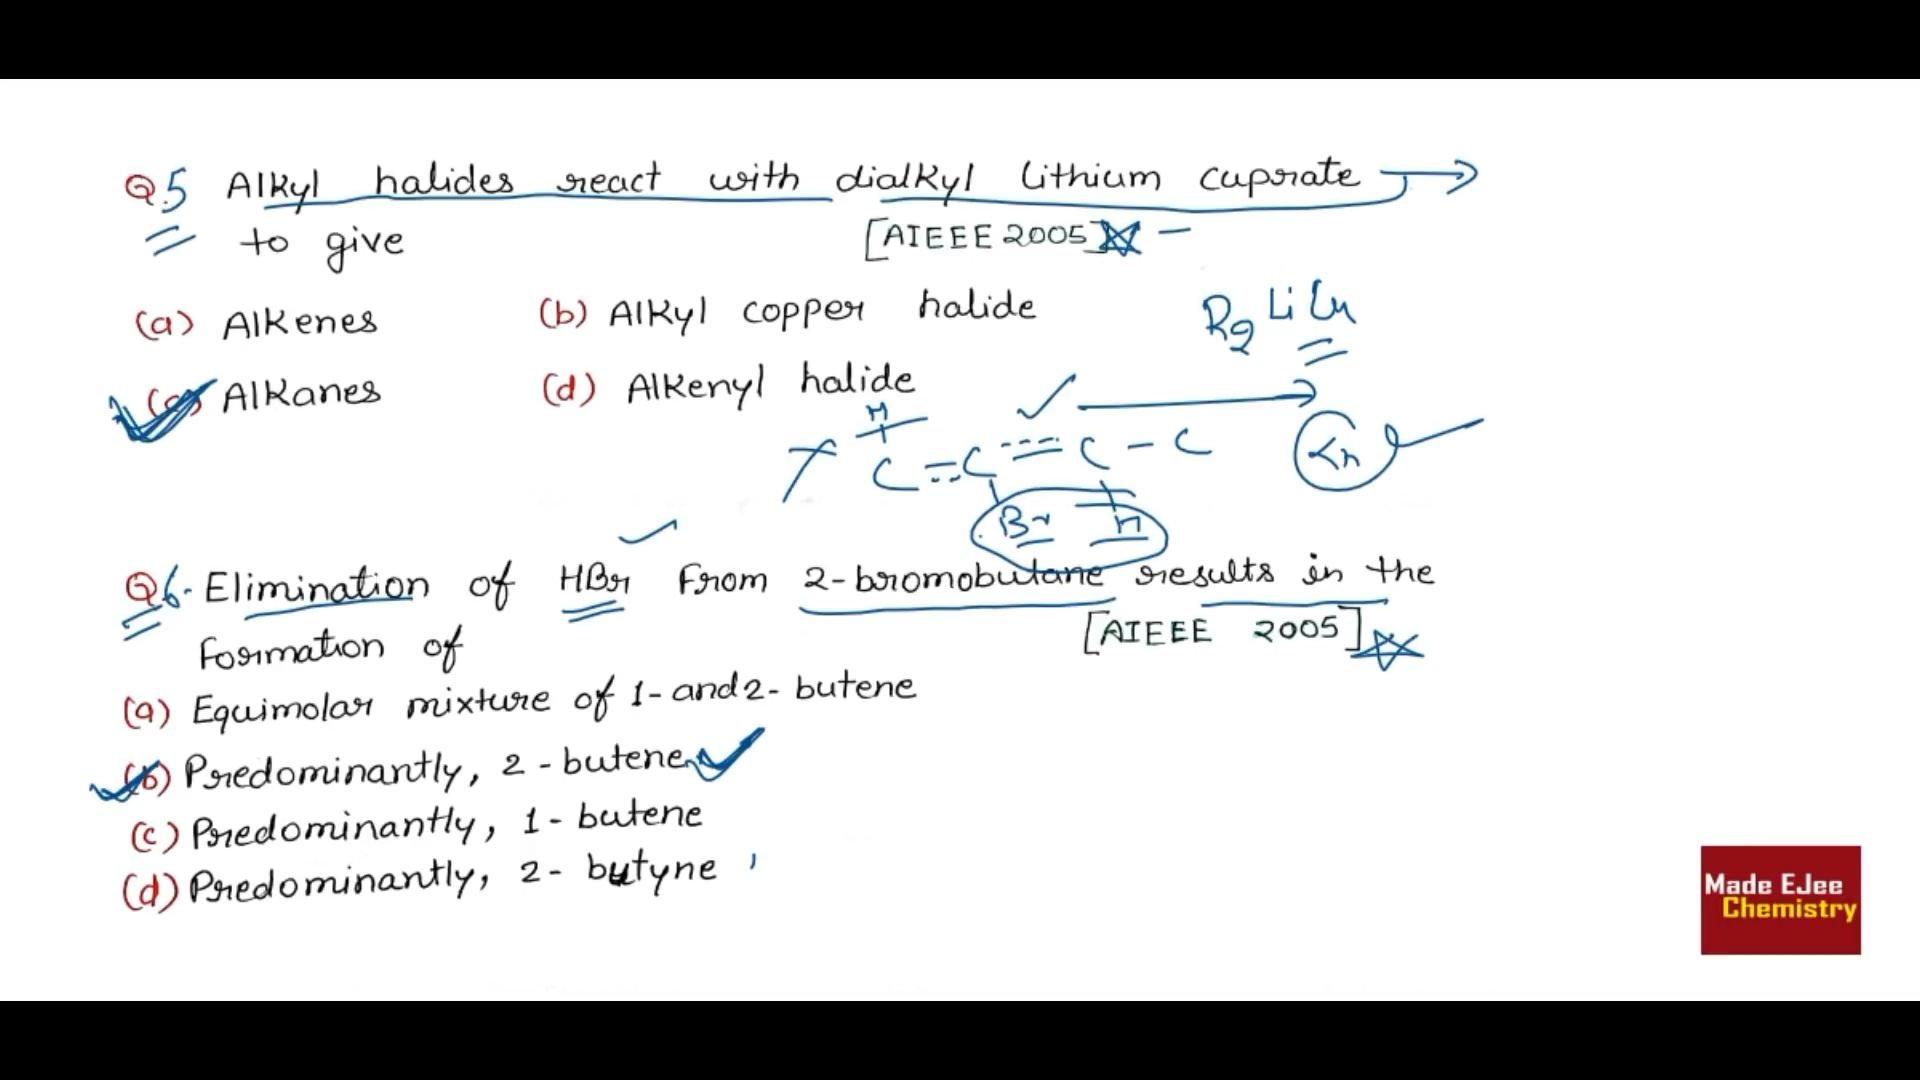 Q.5 Alkyl halides react with dialkyl lithium cuprate
to give [AIEEE 2005]
(a) Alkenes (b) Alkyl copper halide
(c) Alkanes (d) Alkenyl halide
R2 LiCu
H
C = C = C - C
Br H
Q6. Elimination of HBr From 2-bromobutane results in the
Formation of [AIEEE 2005]
(a) Equimolar mixture of 1- and 2- butene
(b) Predominantly, 2 - butene
(c) Predominantly, 1 - butene
(d) Predominantly, 2 - butyne
Made EJee
Chemistry